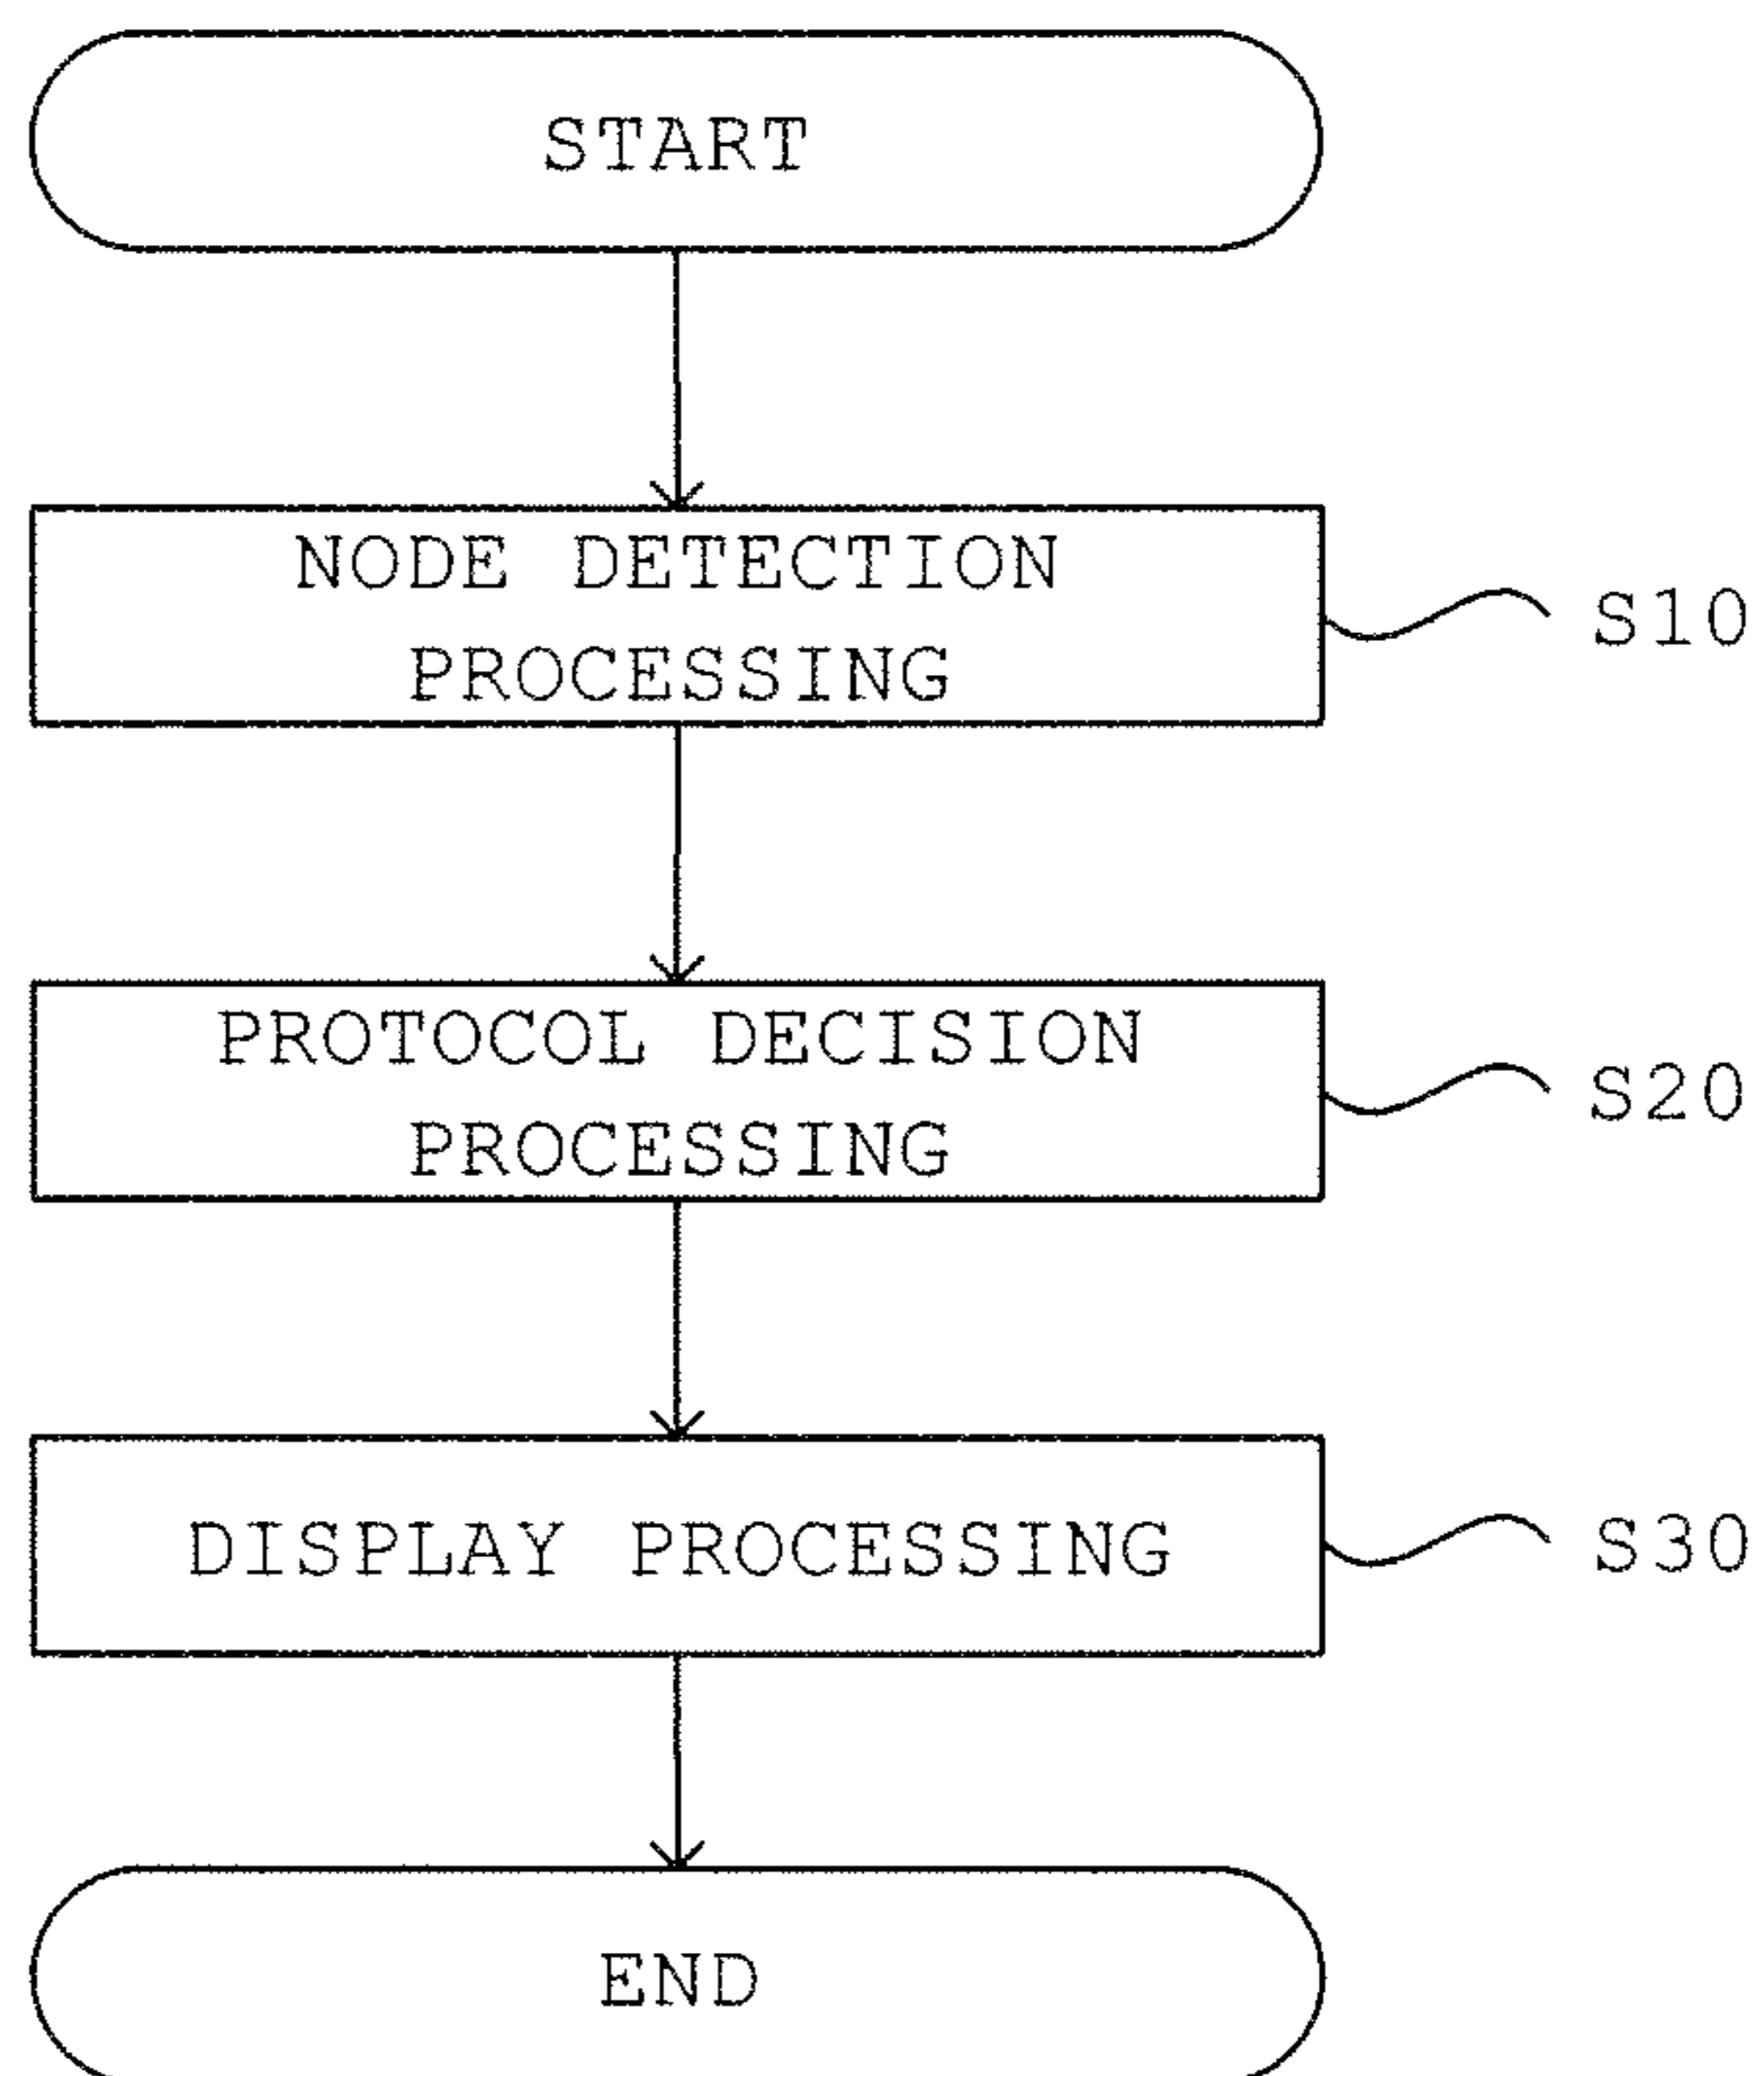 START
NODE DETECTION
PROCESSING
S10
PROTOCOL DECISION
PROCESSING
S20
DISPLAY PROCESSING
S30
END